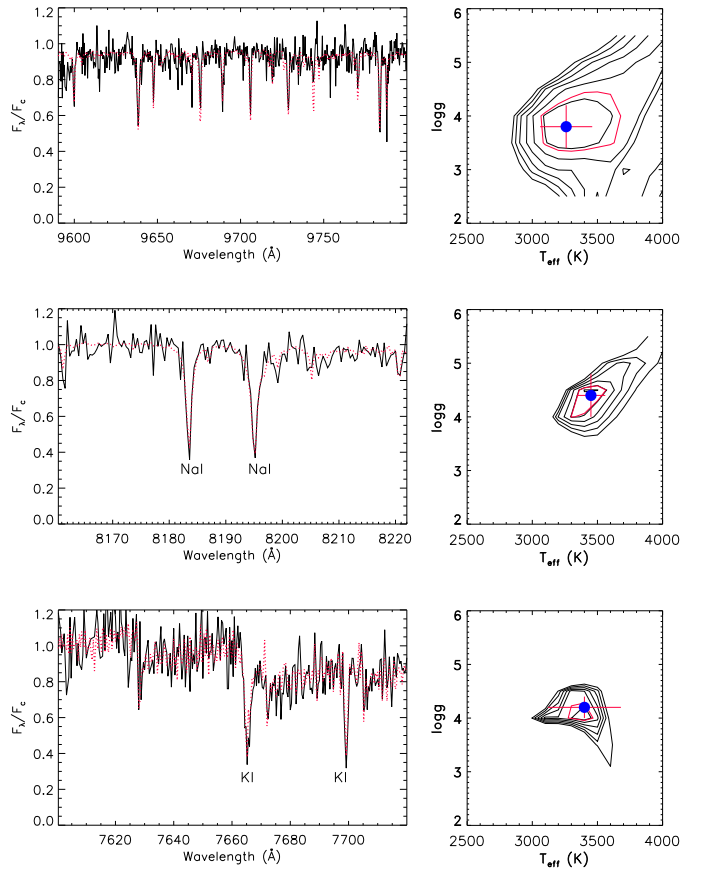 1.2
1.0
0.8
0.6
0.4
0.2
0.0
Fλ/Fc
9600 9650 9700 9750
Wavelength (Å)
6
5
4
3
2
logg
2500 3000 3500 4000
Teff (K)
1.2
1.0
0.8
0.6
0.4
0.2
0.0
Fλ/Fc
NaI NaI
8170 8180 8190 8200 8210 8220
Wavelength (Å)
6
5
4
3
2
logg
2500 3000 3500 4000
Teff (K)
1.2
1.0
0.8
0.6
0.4
0.2
0.0
Fλ/Fc
KI KI
7620 7640 7660 7680 7700
Wavelength (Å)
6
5
4
3
2
logg
2500 3000 3500 4000
Teff (K)